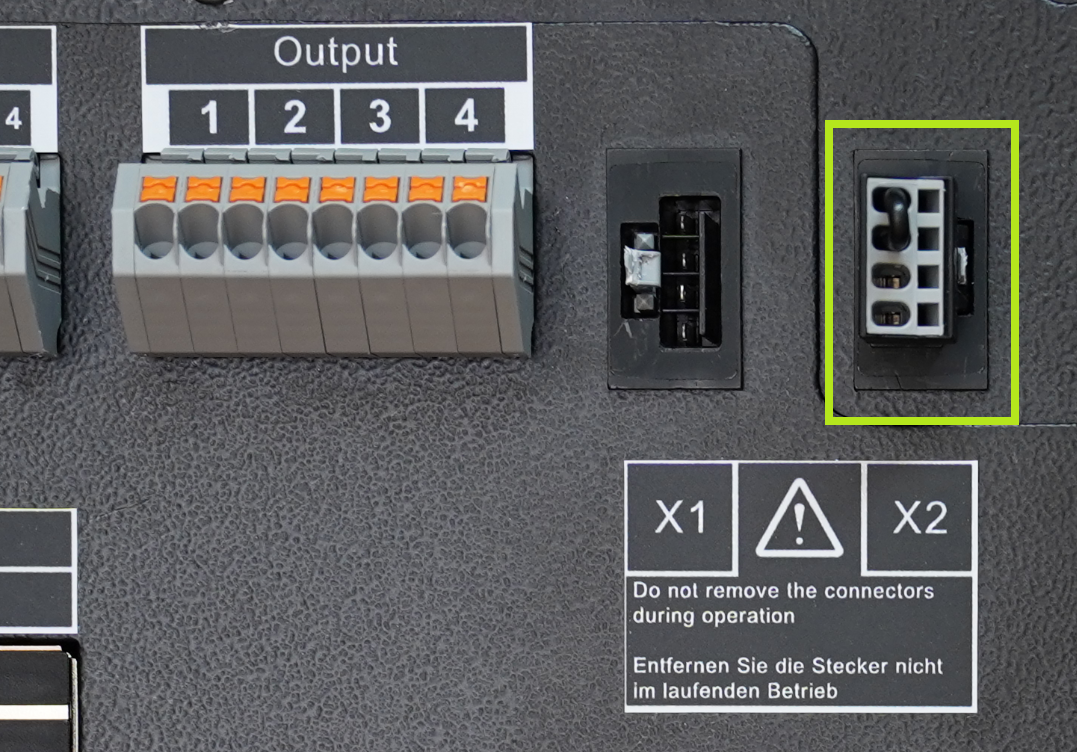 Output
4
1 2 3 4
X1 X2
Do not remove the connectors
during operation
Entfernen Sie die Stecker nicht
im laufenden Betrieb